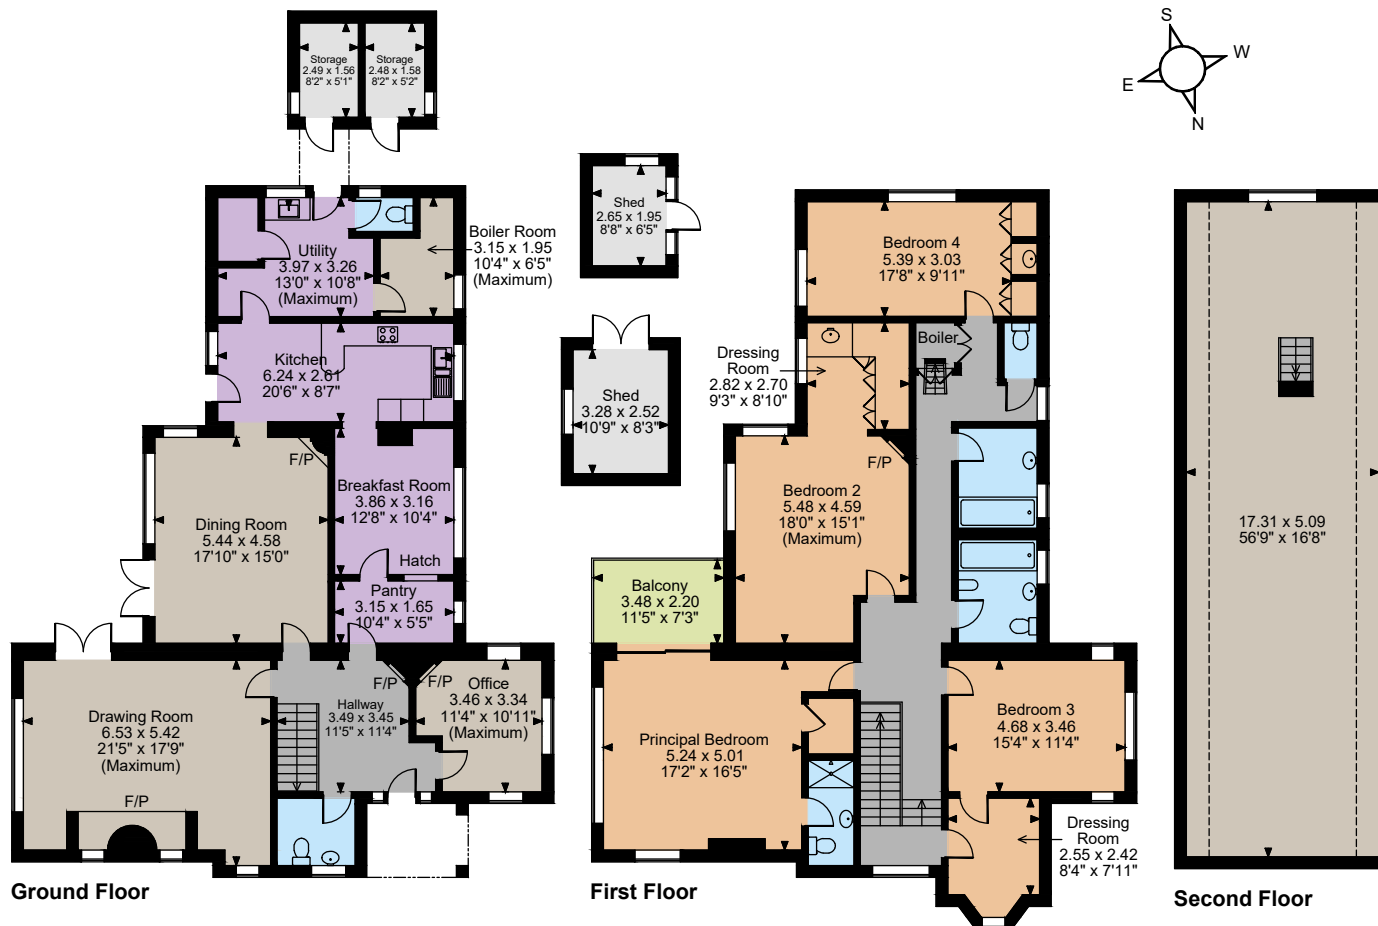 Storage
2.49 x 1.56
8'2" x 5'1"
Storage
2.48 x 1.58
8'2" x 5'2"
S
W
E
N
Utility
3.97 x 3.26
13'0" x 10'8"
(Maximum)
Boiler Room
3.15 x 1.95
10'4" x 6'5"
(Maximum)
Kitchen
6.24 x 2.61
20'6" x 8'7"
F/P
Breakfast Room
3.86 x 3.16
12'8" x 10'4"
Hatch
Dining Room
5.44 x 4.58
17'10" x 15'0"
Pantry
3.15 x 1.65
10'4" x 5'5"
F/P
F/P
Office
3.46 x 3.34
11'4" x 10'11"
(Maximum)
Hallway
3.49 x 3.45
11'5" x 11'4"
Drawing Room
6.53 x 5.42
21'5" x 17'9"
(Maximum)
F/P
Ground Floor
Shed
2.65 x 1.95
8'8" x 6'5"
Shed
3.28 x 2.52
10'9" x 8'3"
Bedroom 4
5.39 x 3.03
17'8" x 9'11"
Boiler
Dressing
Room
2.82 x 2.70
9'3" x 8'10"
F/P
Bedroom 2
5.48 x 4.59
18'0" x 15'1"
(Maximum)
Balcony
3.48 x 2.20
11'5" x 7'3"
Principal Bedroom
5.24 x 5.01
17'2" x 16'5"
Bedroom 3
4.68 x 3.46
15'4" x 11'4"
Dressing
Room
2.55 x 2.42
8'4" x 7'11"
First Floor
17.31 x 5.09
56'9" x 16'8"
Second Floor